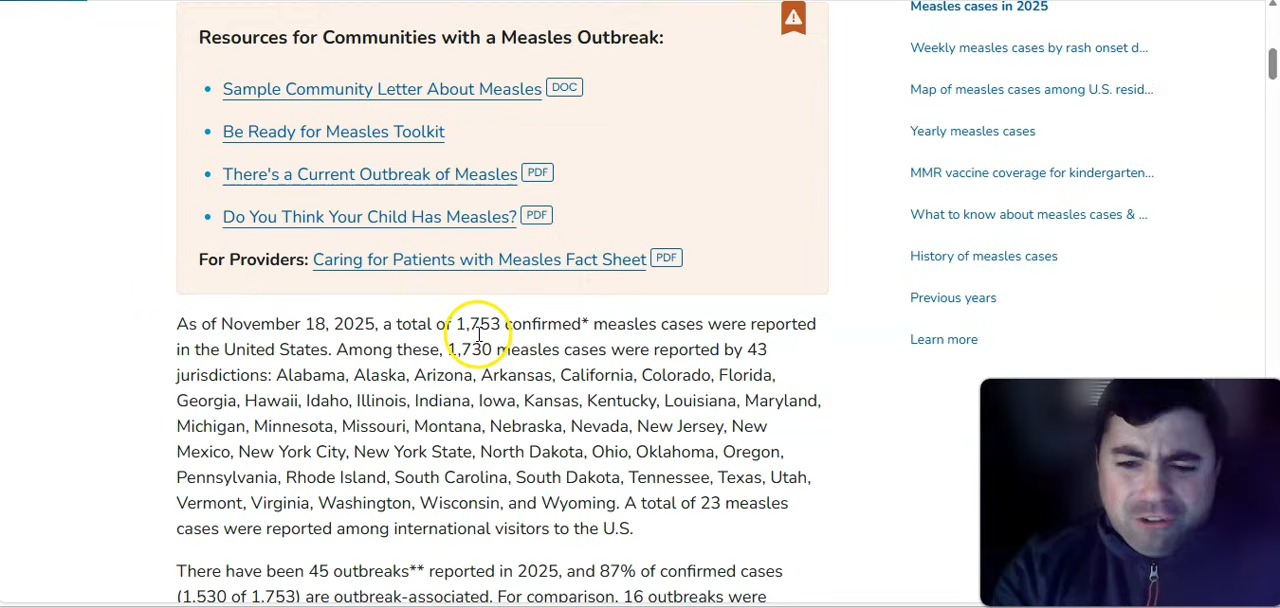 Resources for Communities with a Measles Outbreak:
Sample Community Letter About Measles DOC
Be Ready for Measles Toolkit
There's a Current Outbreak of Measles PDF
Do You Think Your Child Has Measles? PDF
For Providers: Caring for Patients with Measles Fact Sheet PDF
As of November 18, 2025, a total of 1,753 confirmed* measles cases were reported
in the United States. Among these, 1,730 measles cases were reported by 43
jurisdictions: Alabama, Alaska, Arizona, Arkansas, California, Colorado, Florida,
Georgia, Hawaii, Idaho, Illinois, Indiana, Iowa, Kansas, Kentucky, Louisiana, Maryland,
Michigan, Minnesota, Missouri, Montana, Nebraska, Nevada, New Jersey, New
Mexico, New York City, New York State, North Dakota, Ohio, Oklahoma, Oregon,
Pennsylvania, Rhode Island, South Carolina, South Dakota, Tennessee, Texas, Utah,
Vermont, Virginia, Washington, Wisconsin, and Wyoming. A total of 23 measles
cases were reported among international visitors to the U.S.
There have been 45 outbreaks** reported in 2025, and 87% of confirmed cases
(1,530 of 1,753) are outbreak-associated. For comparison, 16 outbreaks were
Measles cases in 2025
Weekly measles cases by rash onset d...
Map of measles cases among U.S. resid...
Yearly measles cases
MMR vaccine coverage for kindergarten...
What to know about measles cases & ...
History of measles cases
Previous years
Learn more